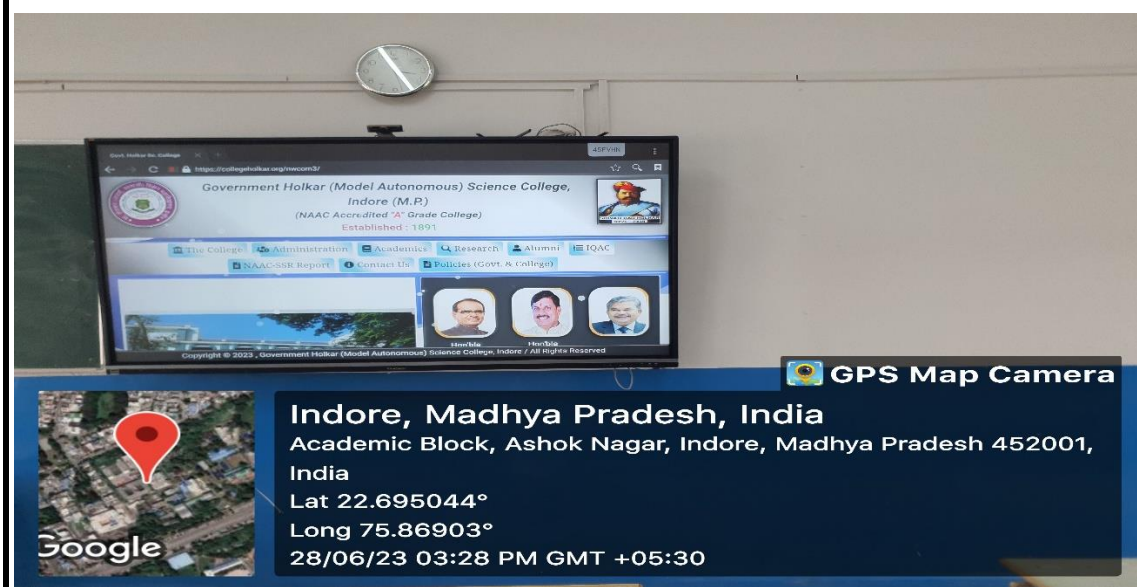 Govt. Holkar Sc. College
https://collegeholkar.org/nwcom3/
Government Holkar (Model Autonomous) Science College,
Indore (M.P.)
(NAAC Accredited "A" Grade College)
Established : 1891
The College Administration Academics Research Alumni IQAC
NAAC-SSR Report Contact Us Policies (Govt. & College)
Hon'ble Hon'ble
Copyright © 2023 , Government Holkar (Model Autonomous) Science College, Indore / All Rights Reserved
GPS Map Camera
Indore, Madhya Pradesh, India
Academic Block, Ashok Nagar, Indore, Madhya Pradesh 452001,
India
Lat 22.695044°
Long 75.86903°
28/06/23 03:28 PM GMT +05:30
Google